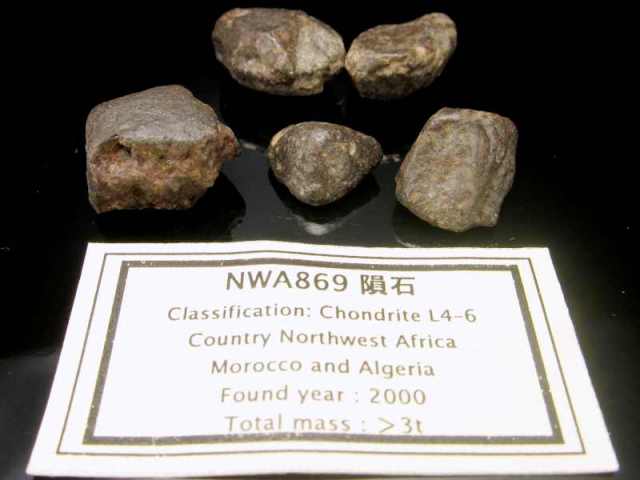 NWA869 隕石
Classification: Chondrite L4-6
Country Northwest Africa
Morocco and Algeria
Found year : 2000
Total mass : >3t